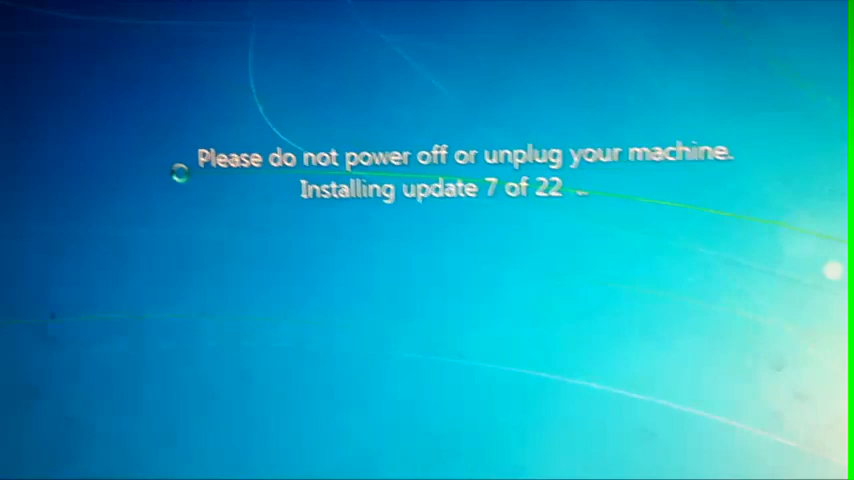 Please do not power off or unplug your machine.
Installing update 7 of 22 ...